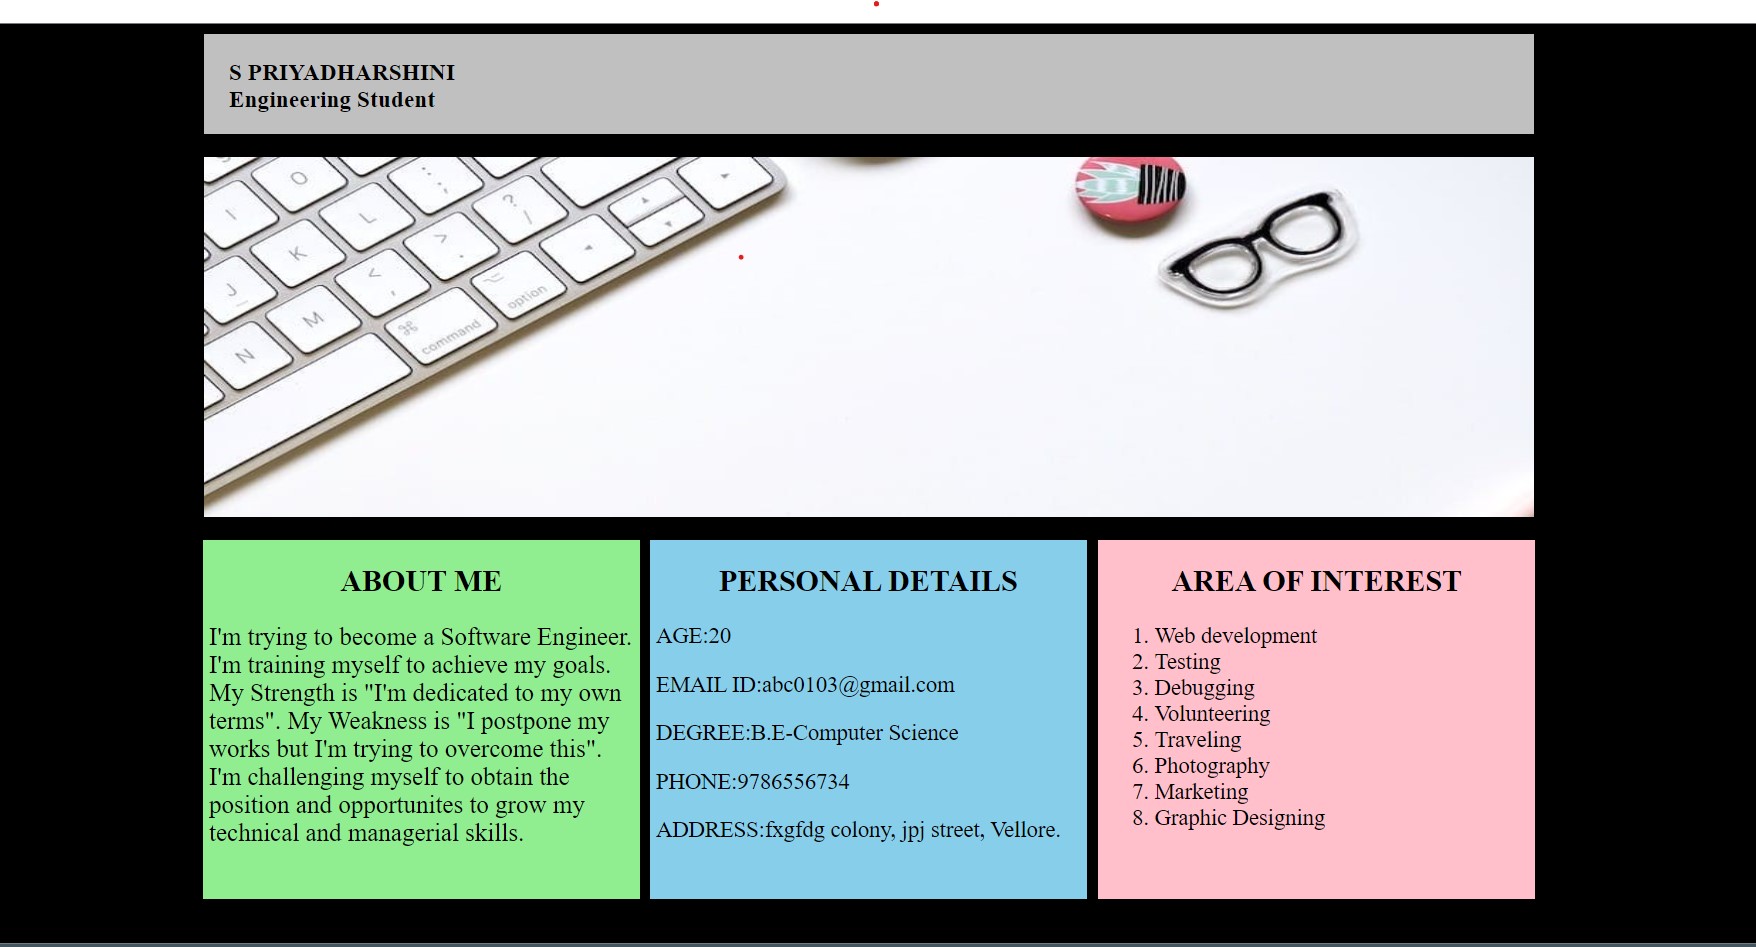 S PRIYADHARSHINI
Engineering Student
O
I
L
?
/
K
>
.
J
<
,
option
M
command
N
ABOUT ME
I'm trying to become a Software Engineer.
I'm training myself to achieve my goals.
My Strength is "I'm dedicated to my own
terms". My Weakness is "I postpone my
works but I'm trying to overcome this".
I'm challenging myself to obtain the
position and opportunites to grow my
technical and managerial skills.
PERSONAL DETAILS
AGE:20
EMAIL ID:abc0103@gmail.com
DEGREE:B.E-Computer Science
PHONE:9786556734
ADDRESS:fxgfdg colony, jpj street, Vellore.
AREA OF INTEREST
1. Web development
2. Testing
3. Debugging
4. Volunteering
5. Traveling
6. Photography
7. Marketing
8. Graphic Designing